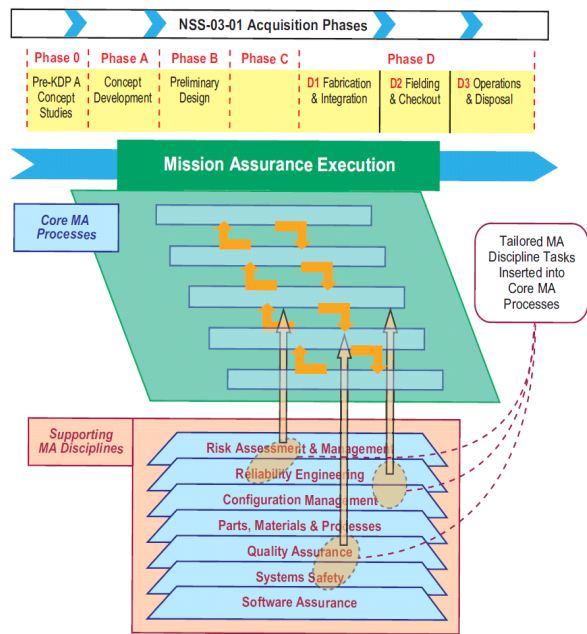 NSS-03-01 Acquisition Phases
Phase 0
Phase A
Phase B
Phase C
Phase D
Pre-KDP A
Concept
Studies
Concept
Development
Preliminary
Design
D1 Fabrication
& Integration
D2 Fielding
& Checkout
D3 Operations
& Disposal
Mission Assurance Execution
Core MA
Processes
Tailored MA
Discipline Tasks
Inserted into
Core MA
Processes
Supporting
MA Disciplines
Risk Assessment & Management
Reliability Engineering
Configuration Management
Parts, Materials & Processes
Quality Assurance
Systems Safety
Software Assurance